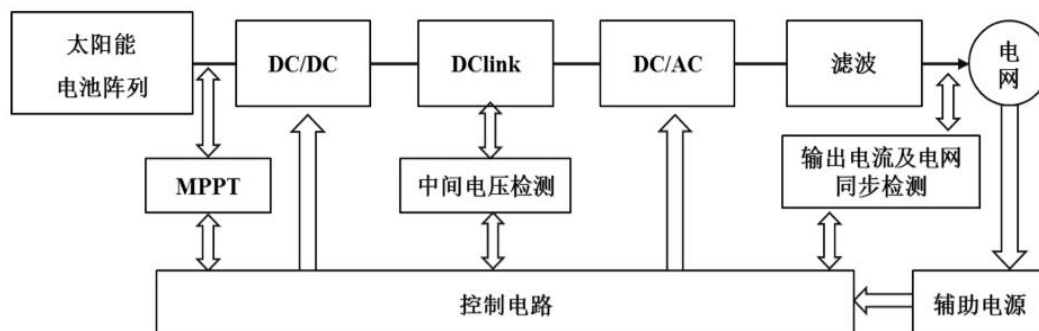 太阳能
电池阵列
DC/DC
DClink
DC/AC
滤波
电
网
MPPT
中间电压检测
输出电流及电网
同步检测
控制电路
辅助电源